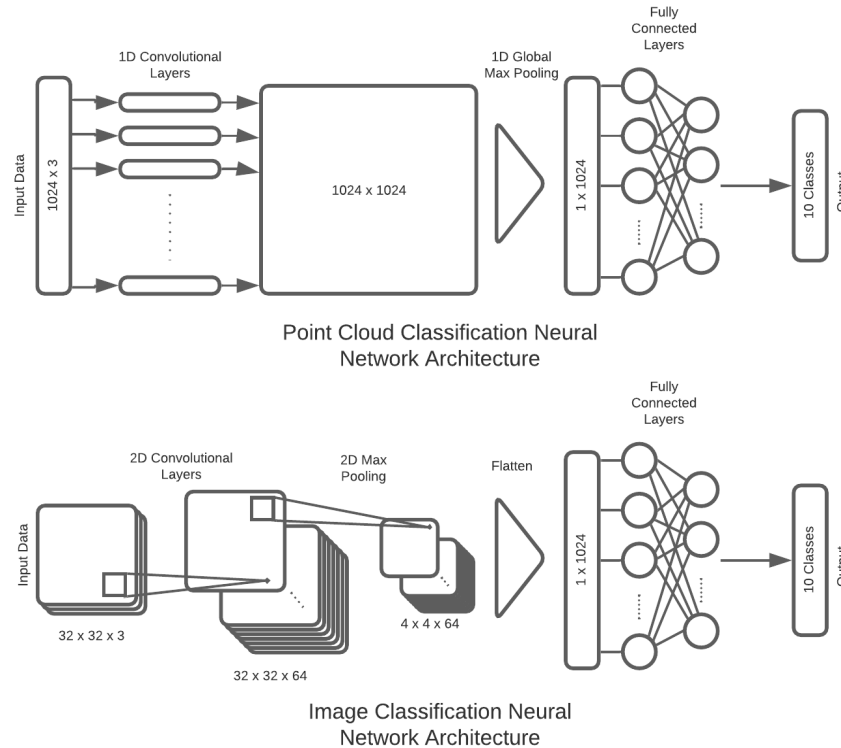 Fully
Connected
Layers
1D Convolutional
Layers
1D Global
Max Pooling
Input Data
1024 x 3
1024 x 1024
1 x 1024
10 Classes
Output
Point Cloud Classification Neural
Network Architecture
Fully
Connected
Layers
2D Convolutional
Layers
2D Max
Pooling
Flatten
Input Data
32 x 32 x 3
32 x 32 x 64
4 x 4 x 64
1 x 1024
10 Classes
Output
Image Classification Neural
Network Architecture